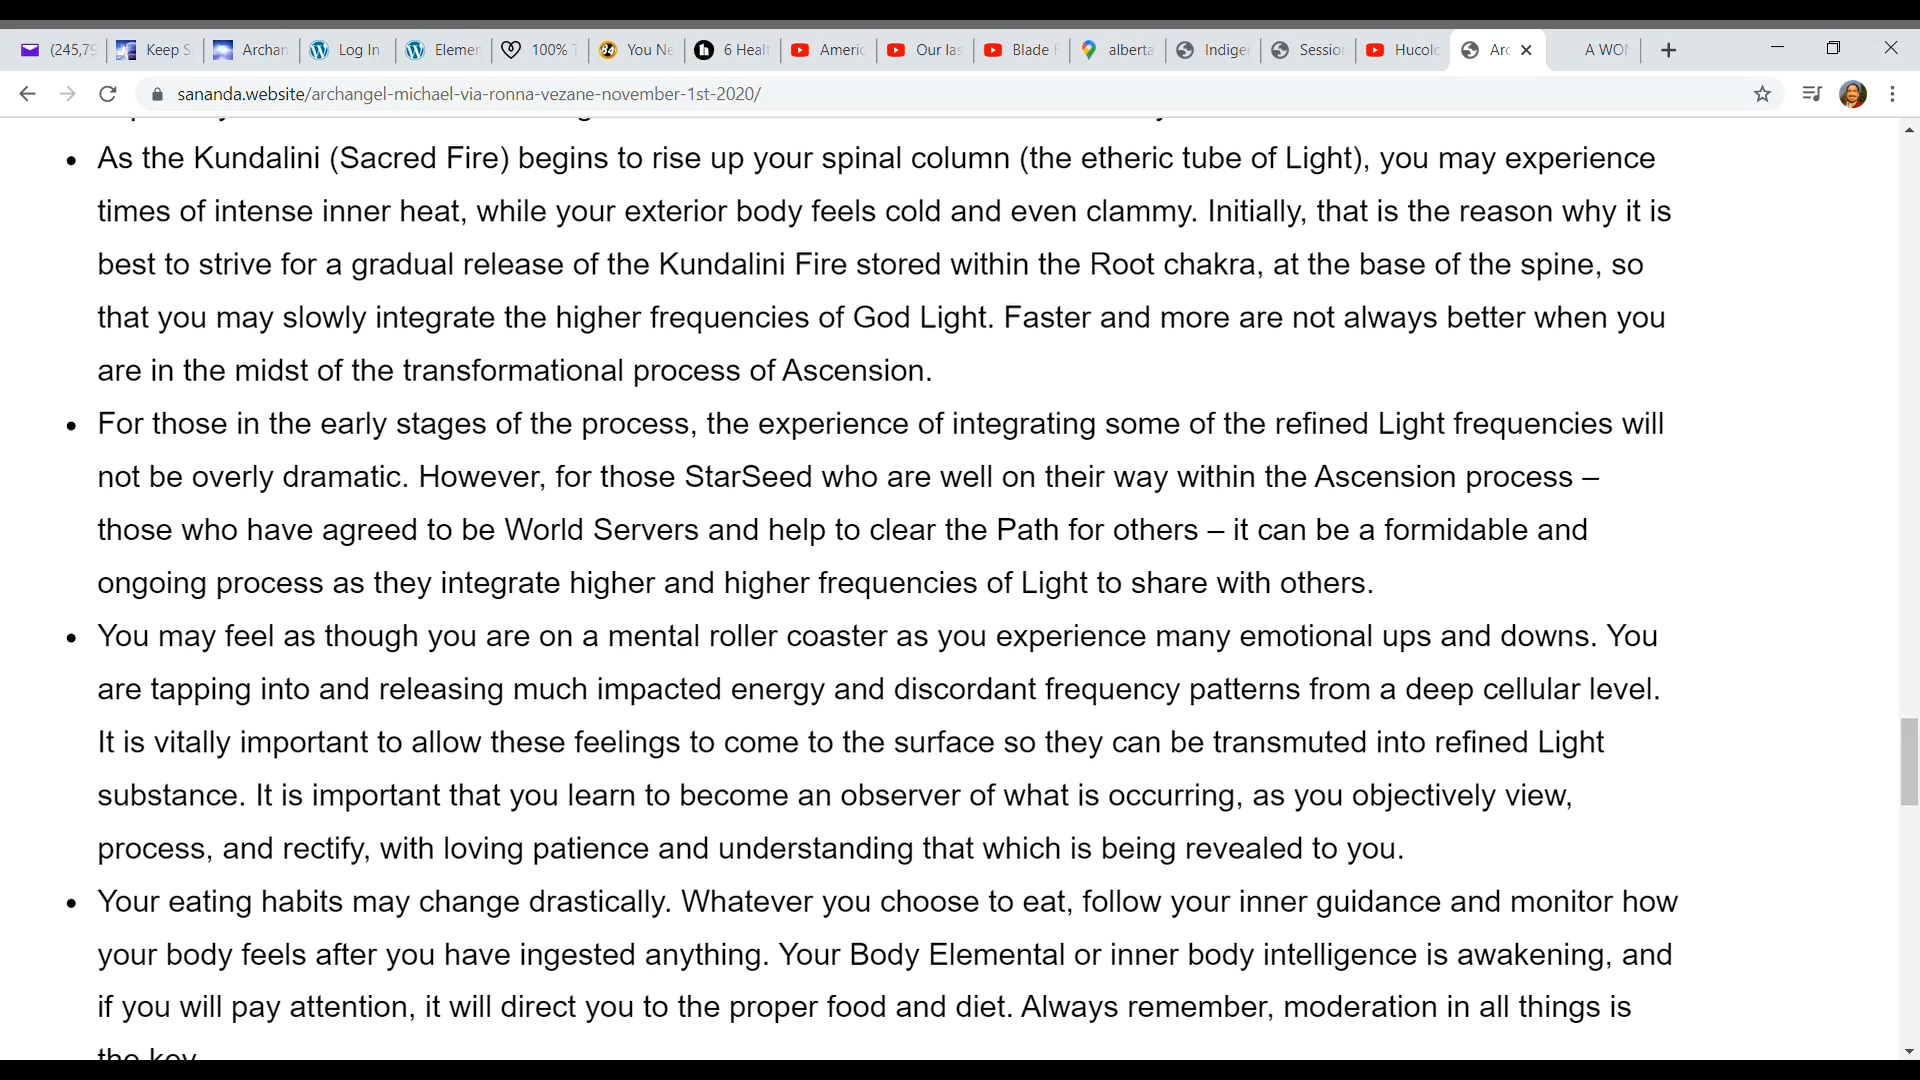 (245,79
Keep S
Archan
Log In
Elemen
100% T
You Ne
6 Healt
Americ
Our las
Blade F
alberta
Indiger
Session
Hucolo
Arc
A WON
sananda.website/archangel-michael-via-ronna-vezane-november-1st-2020/
• As the Kundalini (Sacred Fire) begins to rise up your spinal column (the etheric tube of Light), you may experience
times of intense inner heat, while your exterior body feels cold and even clammy. Initially, that is the reason why it is
best to strive for a gradual release of the Kundalini Fire stored within the Root chakra, at the base of the spine, so
that you may slowly integrate the higher frequencies of God Light. Faster and more are not always better when you
are in the midst of the transformational process of Ascension.
• For those in the early stages of the process, the experience of integrating some of the refined Light frequencies will
not be overly dramatic. However, for those StarSeed who are well on their way within the Ascension process –
those who have agreed to be World Servers and help to clear the Path for others – it can be a formidable and
ongoing process as they integrate higher and higher frequencies of Light to share with others.
• You may feel as though you are on a mental roller coaster as you experience many emotional ups and downs. You
are tapping into and releasing much impacted energy and discordant frequency patterns from a deep cellular level.
It is vitally important to allow these feelings to come to the surface so they can be transmuted into refined Light
substance. It is important that you learn to become an observer of what is occurring, as you objectively view,
process, and rectify, with loving patience and understanding that which is being revealed to you.
• Your eating habits may change drastically. Whatever you choose to eat, follow your inner guidance and monitor how
your body feels after you have ingested anything. Your Body Elemental or inner body intelligence is awakening, and
if you will pay attention, it will direct you to the proper food and diet. Always remember, moderation in all things is
the key